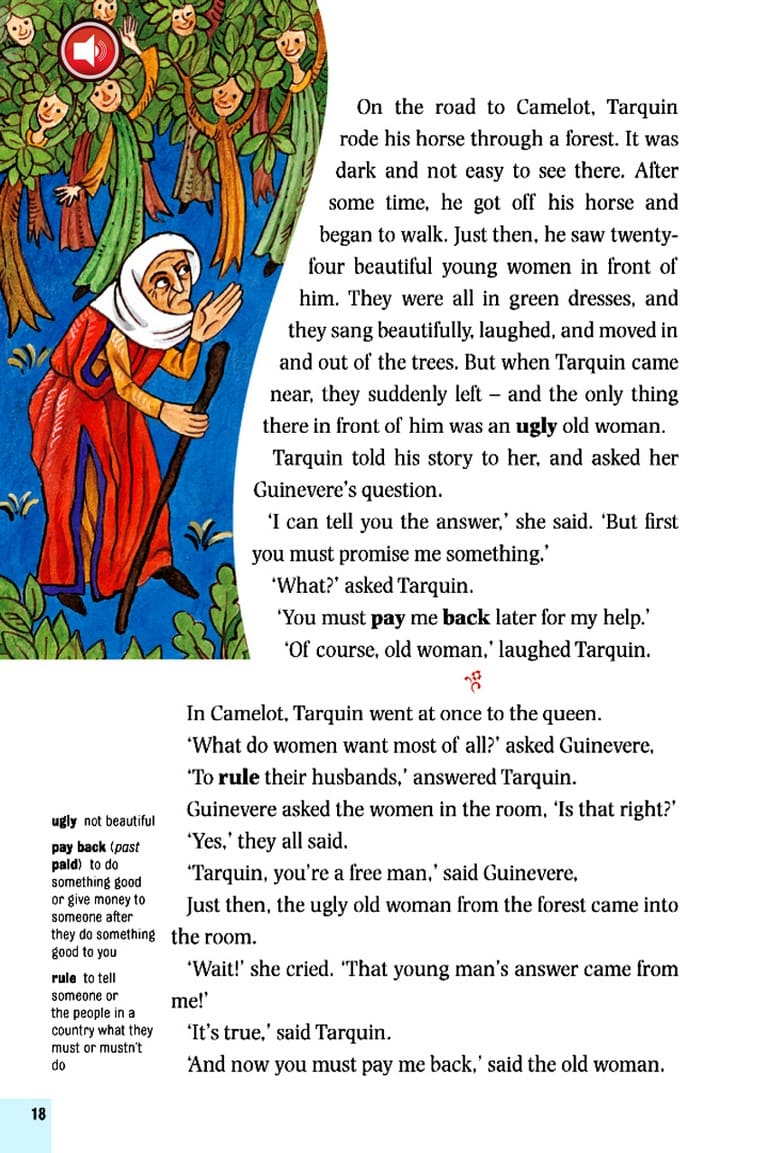 On the road to Camelot, Tarquin
rode his horse through a forest. It was
dark and not easy to see there. After
some time, he got off his horse and
began to walk. Just then, he saw twenty-
four beautiful young women in front of
him. They were all in green dresses, and
they sang beautifully, laughed, and moved in
and out of the trees. But when Tarquin came
near, they suddenly left – and the only thing
there in front of him was an ugly old woman.
Tarquin told his story to her, and asked her
Guinevere's question.
‘I can tell you the answer,’ she said. ‘But first
you must promise me something.’
‘What?’ asked Tarquin.
‘You must pay me back later for my help.’
‘Of course, old woman,’ laughed Tarquin.
In Camelot, Tarquin went at once to the queen.
‘What do women want most of all?’ asked Guinevere,
‘To rule their husbands,’ answered Tarquin.
Guinevere asked the women in the room, ‘Is that right?’
‘Yes,’ they all said.
‘Tarquin, you’re a free man,’ said Guinevere,
Just then, the ugly old woman from the forest came into
the room.
‘Wait!’ she cried. ‘That young man’s answer came from
me!’
‘It’s true,’ said Tarquin.
‘And now you must pay me back,’ said the old woman.
ugly not beautiful
pay back (past
paid) to do
something good
or give money to
someone after
they do something
good to you
rule to tell
someone or
the people in a
country what they
must or mustn't
do
18